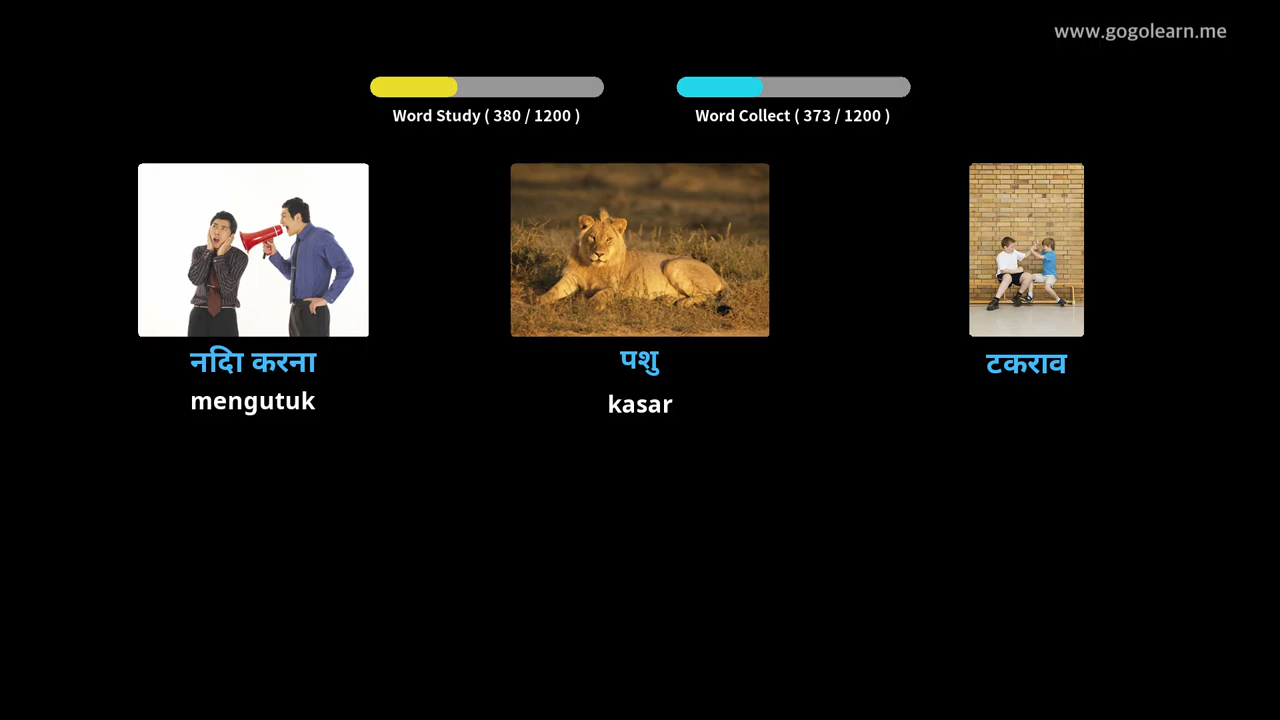 www.gogolearn.me
Word Study ( 380 / 1200 )
Word Collect ( 373 / 1200 )
नदिा करना
mengutuk
पशु
kasar
टकराव